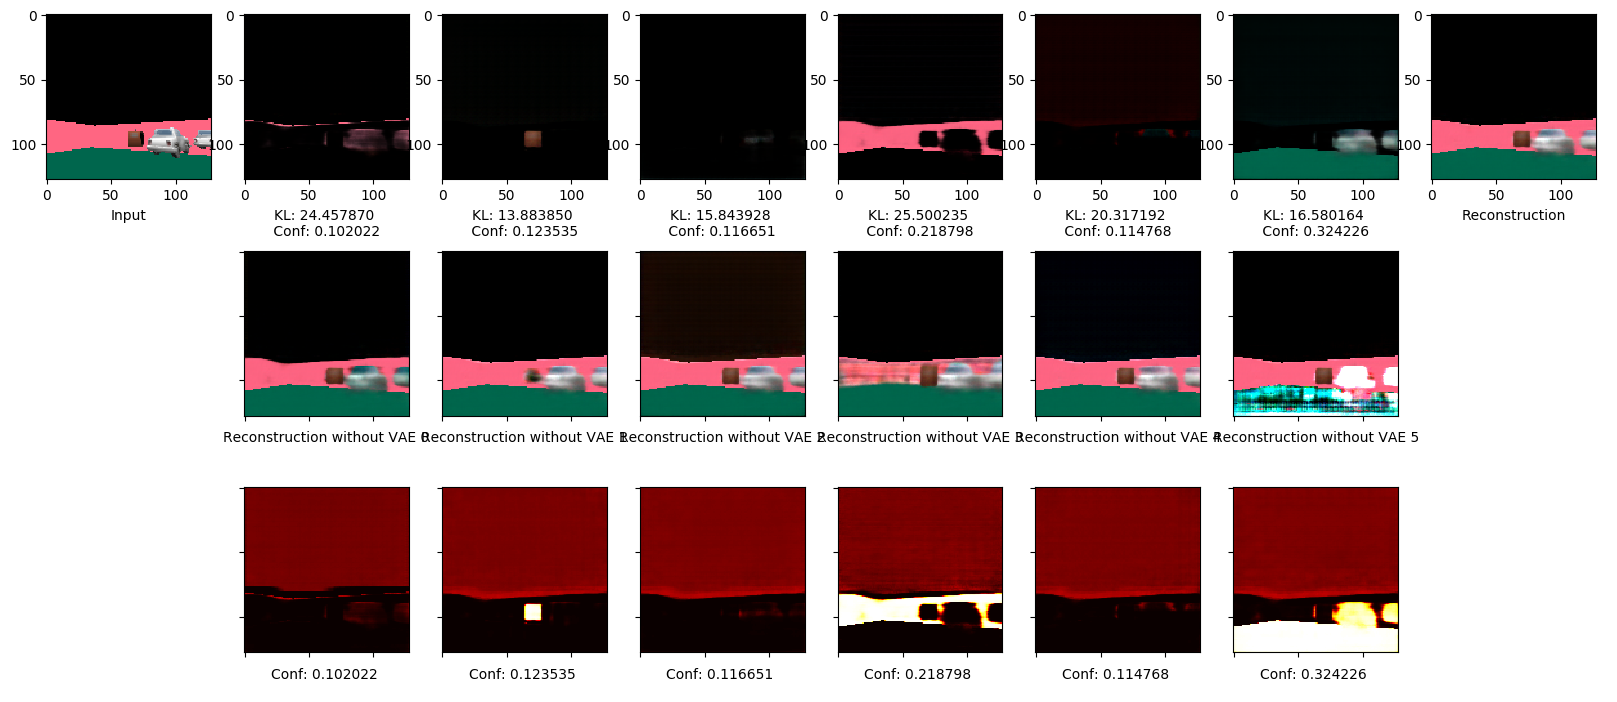 0
50
100
0 50 100
Input
0
50
100
0 50 100
KL: 24.457870
Conf: 0.102022
0
50
100
0 50 100
KL: 13.883850
Conf: 0.123535
0
50
100
0 50 100
KL: 15.843928
Conf: 0.116651
0
50
100
0 50 100
KL: 25.500235
Conf: 0.218798
0
50
100
0 50 100
KL: 20.317192
Conf: 0.114768
0
50
100
0 50 100
KL: 16.580164
Conf: 0.324226
0
50
100
0 50 100
Reconstruction
Reconstruction without VAE 0
Reconstruction without VAE 1
Reconstruction without VAE 2
Reconstruction without VAE 3
Reconstruction without VAE 4
Reconstruction without VAE 5
Conf: 0.102022
Conf: 0.123535
Conf: 0.116651
Conf: 0.218798
Conf: 0.114768
Conf: 0.324226